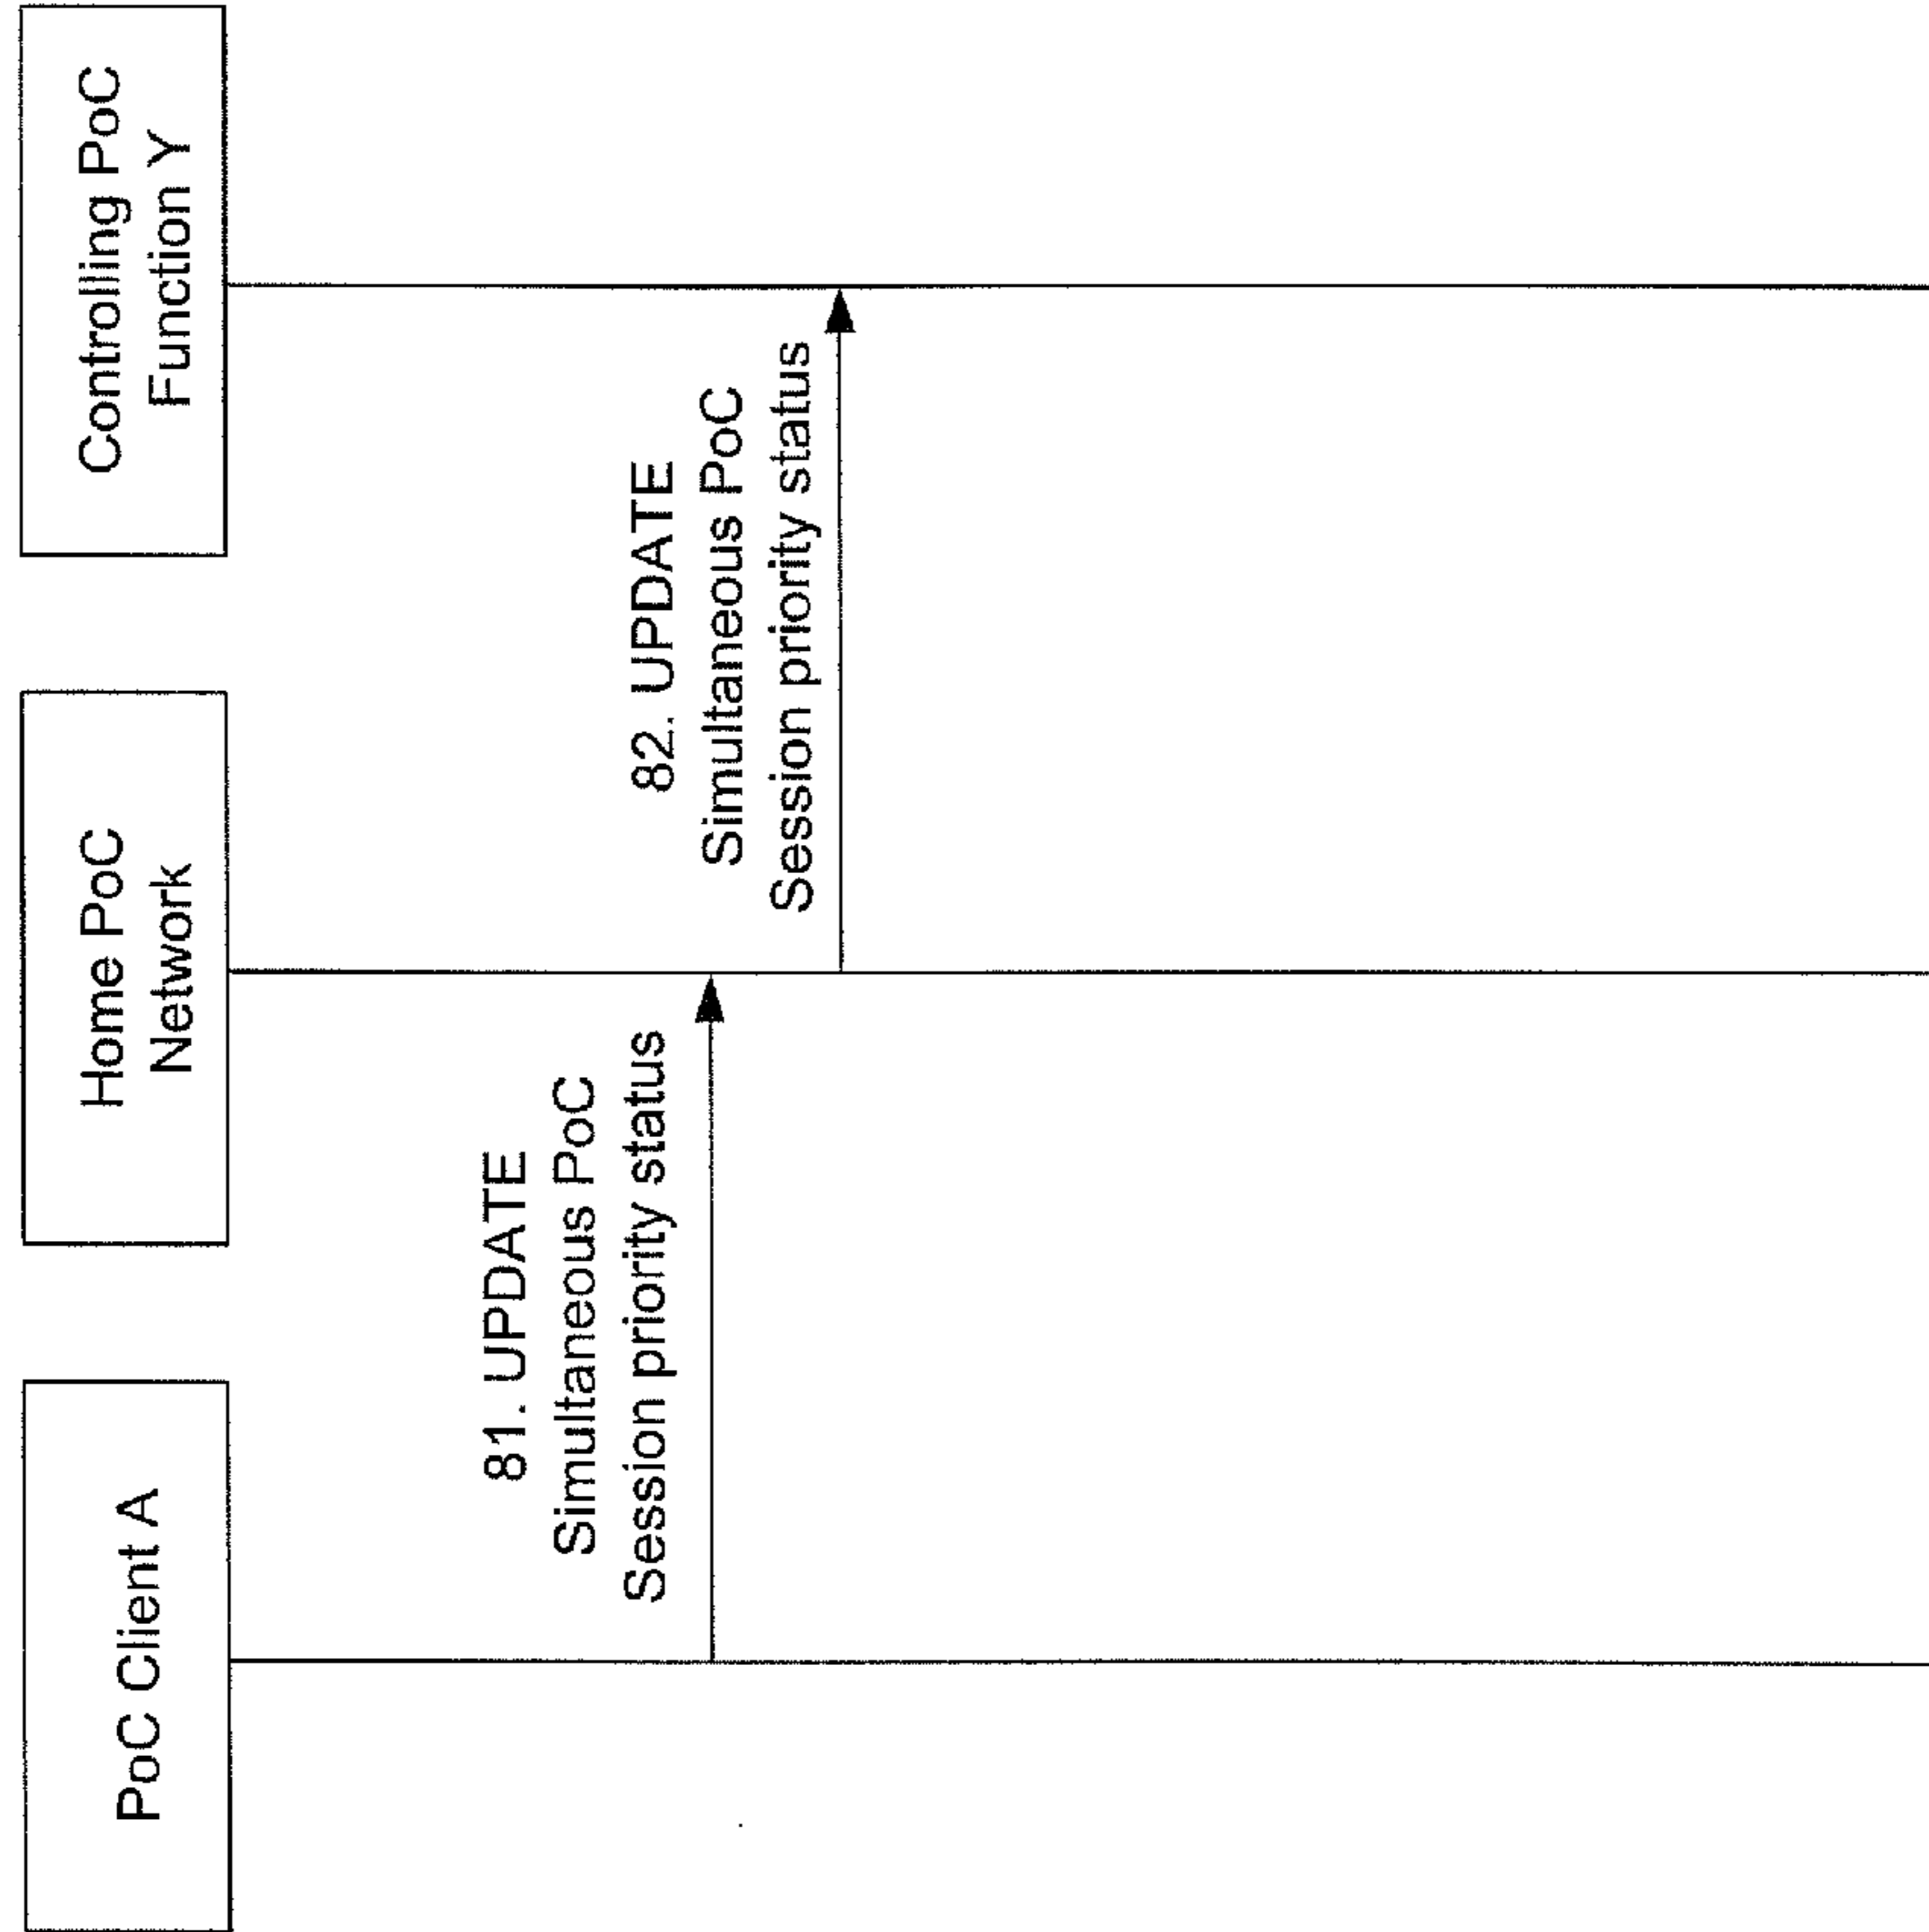 PoC Client A
Home PoC
Network
Controlling PoC
Function Y
81. UPDATE
Simultaneous PoC
Session priority status
82. UPDATE
Simultaneous PoC
Session priority status